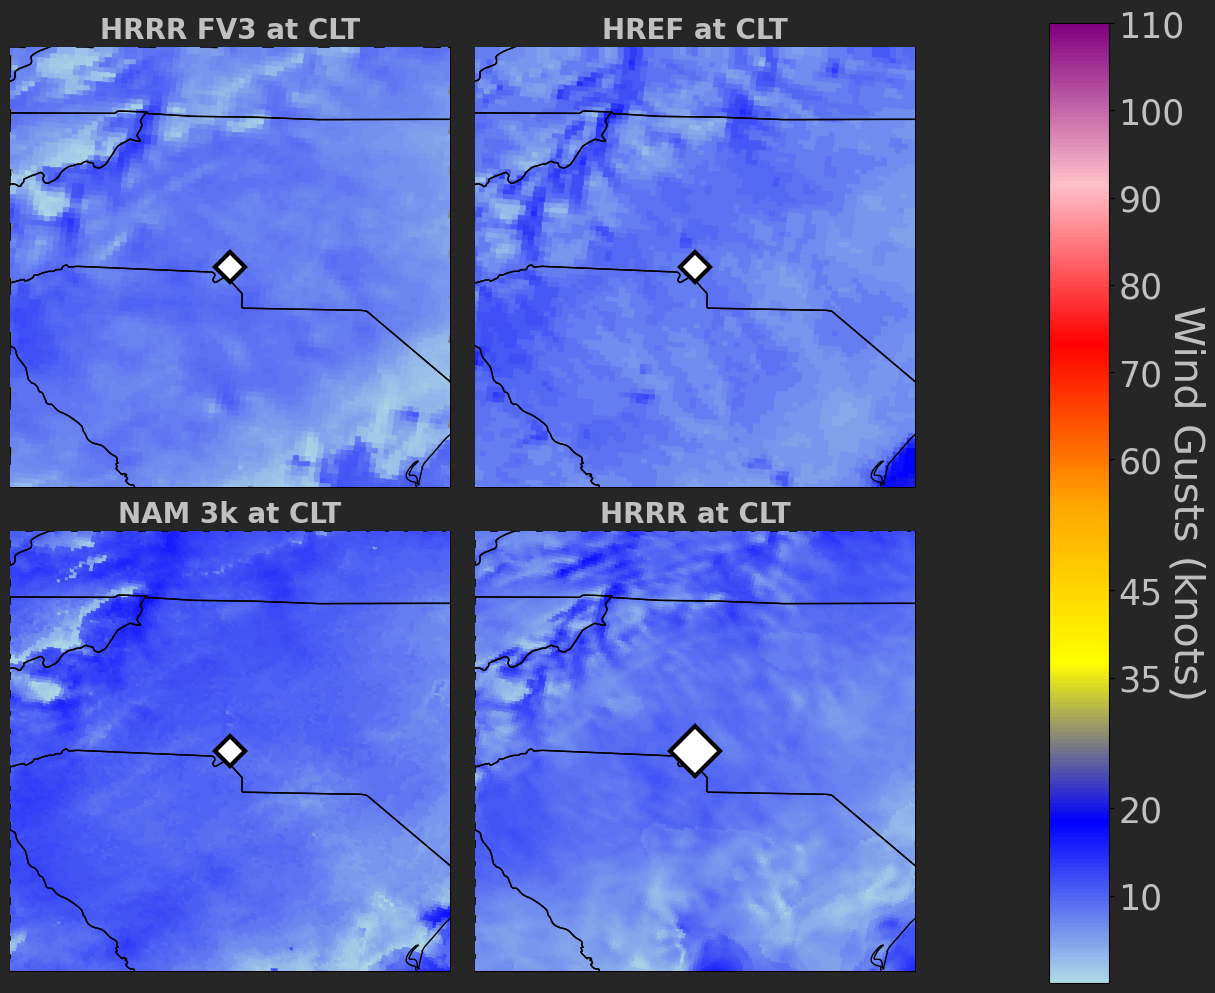 HRRR FV3 at CLT
HREF at CLT
NAM 3k at CLT
HRRR at CLT
110
100
90
80
70
60
45
35
20
10
Wind Gusts (knots)